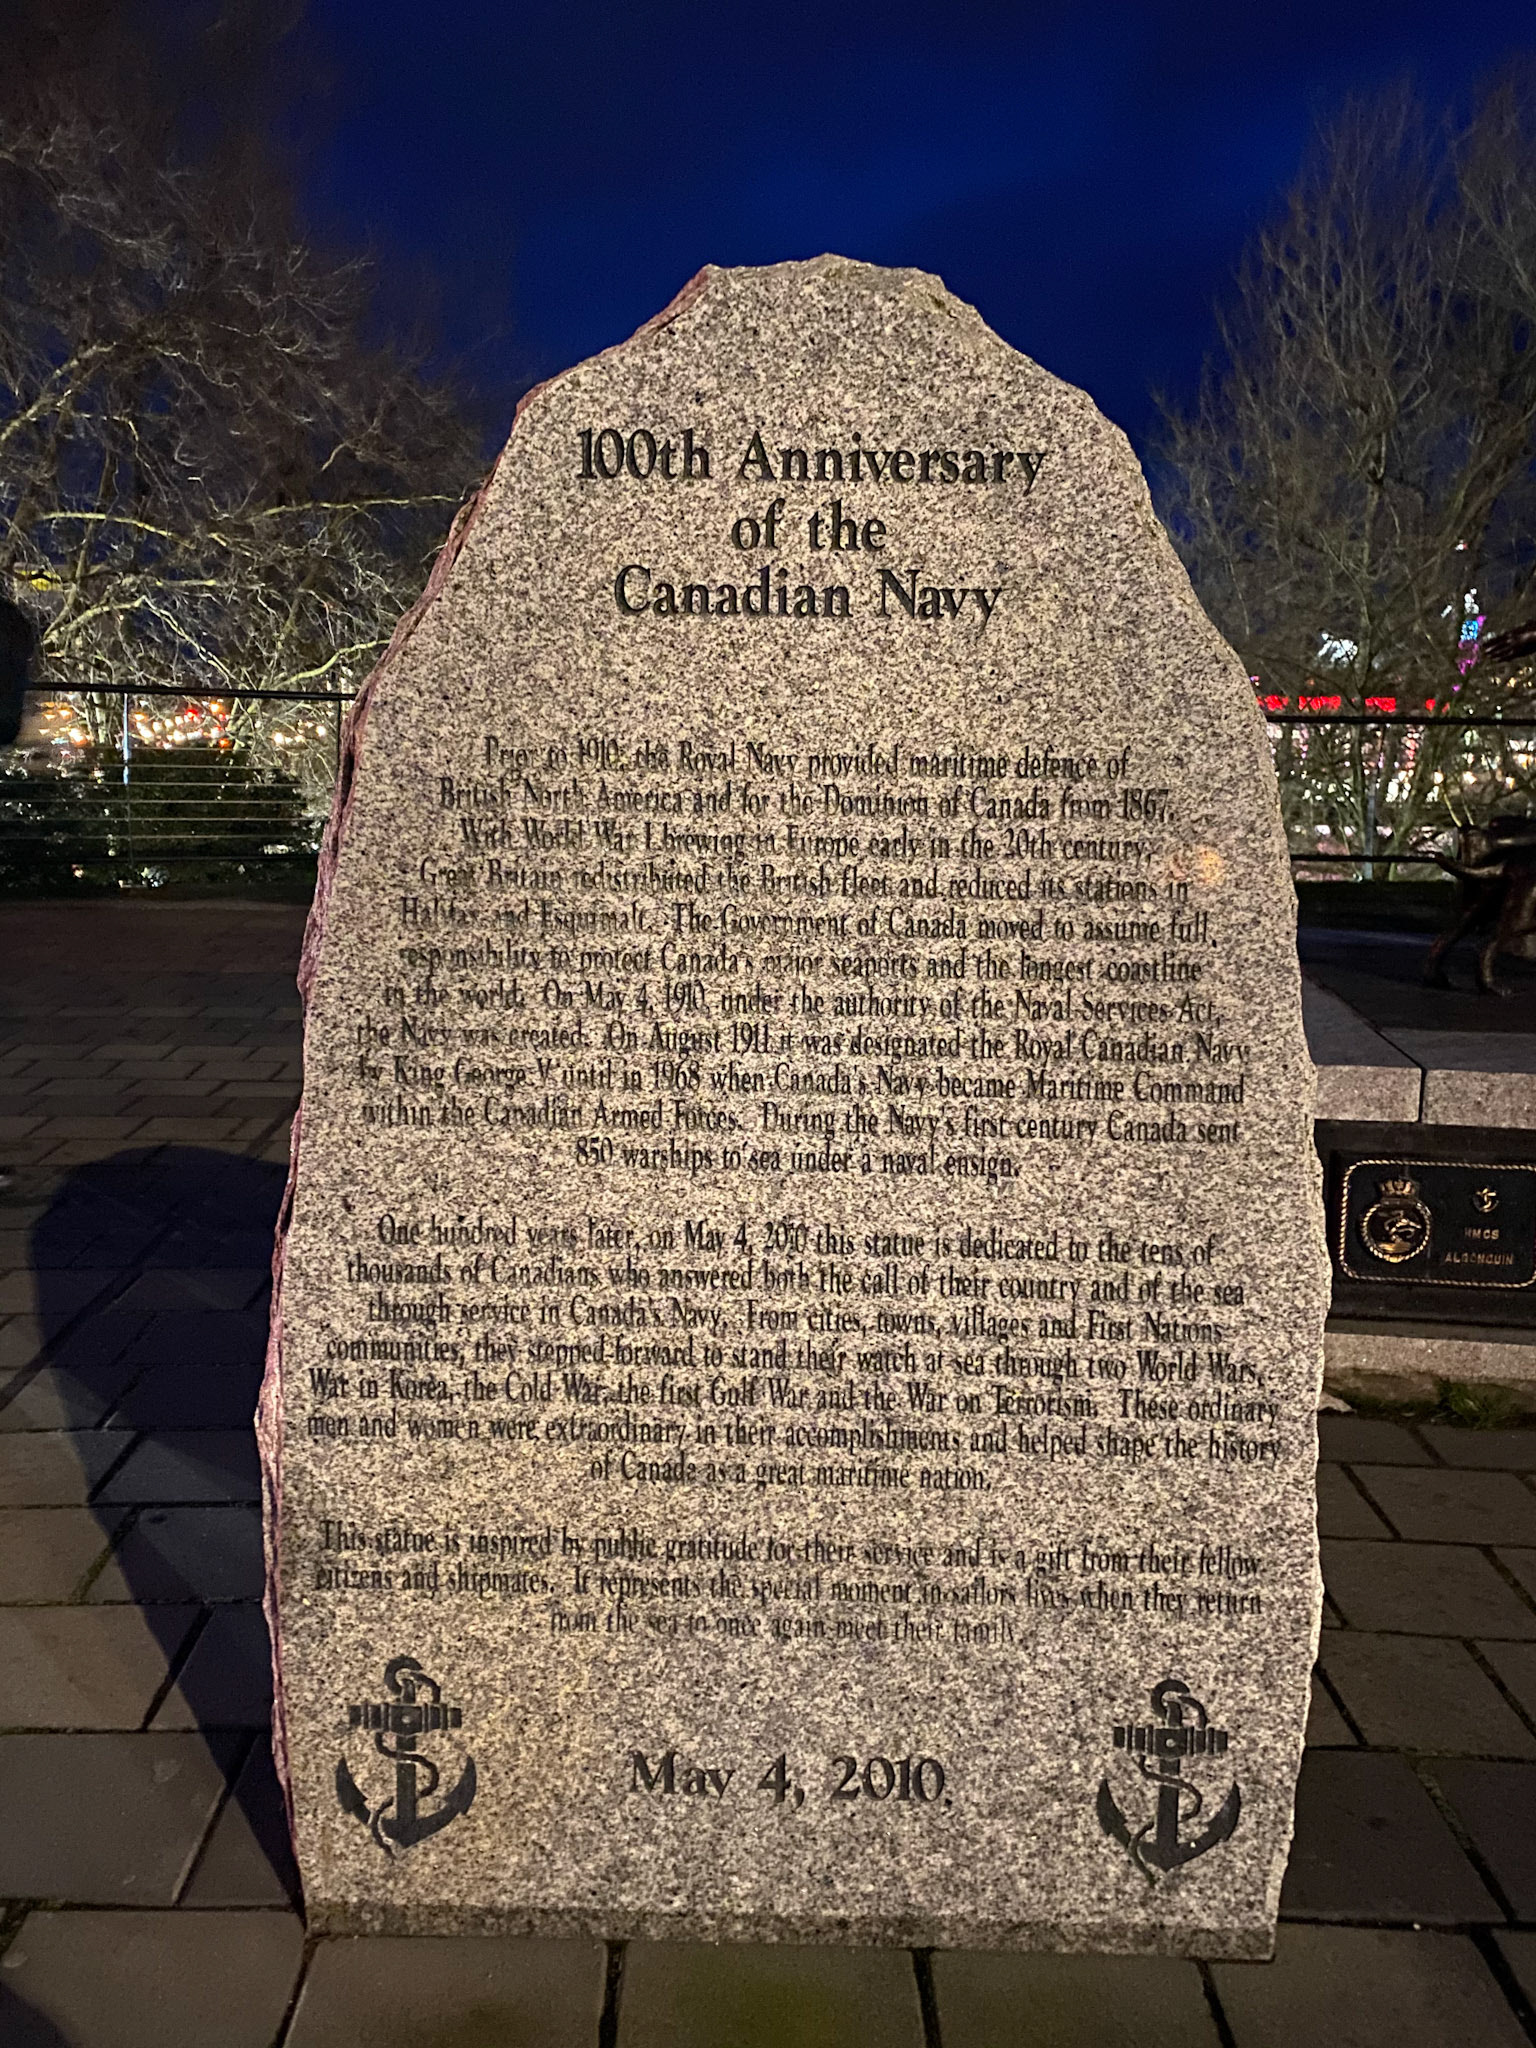 100th Anniversary
of the
Canadian Navy
Prior to 1910, the Royal Navy provided maritime defence of
British North America and for the Dominion of Canada from 1867.
With World War I brewing in Europe early in the 20th century,
Great Britain redistributed the British fleet and reduced its stations in
Halifax and Esquimalt. The Government of Canada moved to assume full
responsibility to protect Canada's major seaports and the longest coastline
in the world. On May 4, 1910, under the authority of the Naval Services Act,
the Navy was created. On August 1911 it was designated the Royal Canadian Navy
by King George V until in 1968 when Canada's Navy became Maritime Command
within the Canadian Armed Forces. During the Navy's first century Canada sent
850 warships to sea under a naval ensign.
One hundred years later, on May 4, 2010 this statue is dedicated to the tens of
thousands of Canadians who answered both the call of their country and of the sea
through service in Canada's Navy. From cities, towns, villages and First Nations
communities, they stepped forward to stand their watch at sea through two World Wars,
War in Korea, the Cold War, the first Gulf War and the War on Terrorism. These ordinary
men and women were extraordinary in their accomplishments and helped shape the history
of Canada as a great maritime nation.
This statue is inspired by public gratitude for their service and is a gift from their fellow
citizens and shipmates. It represents the special moment in sailors lives when they return
from the sea to once again meet their family.
May 4, 2010.
HMCS
ALGONQUIN